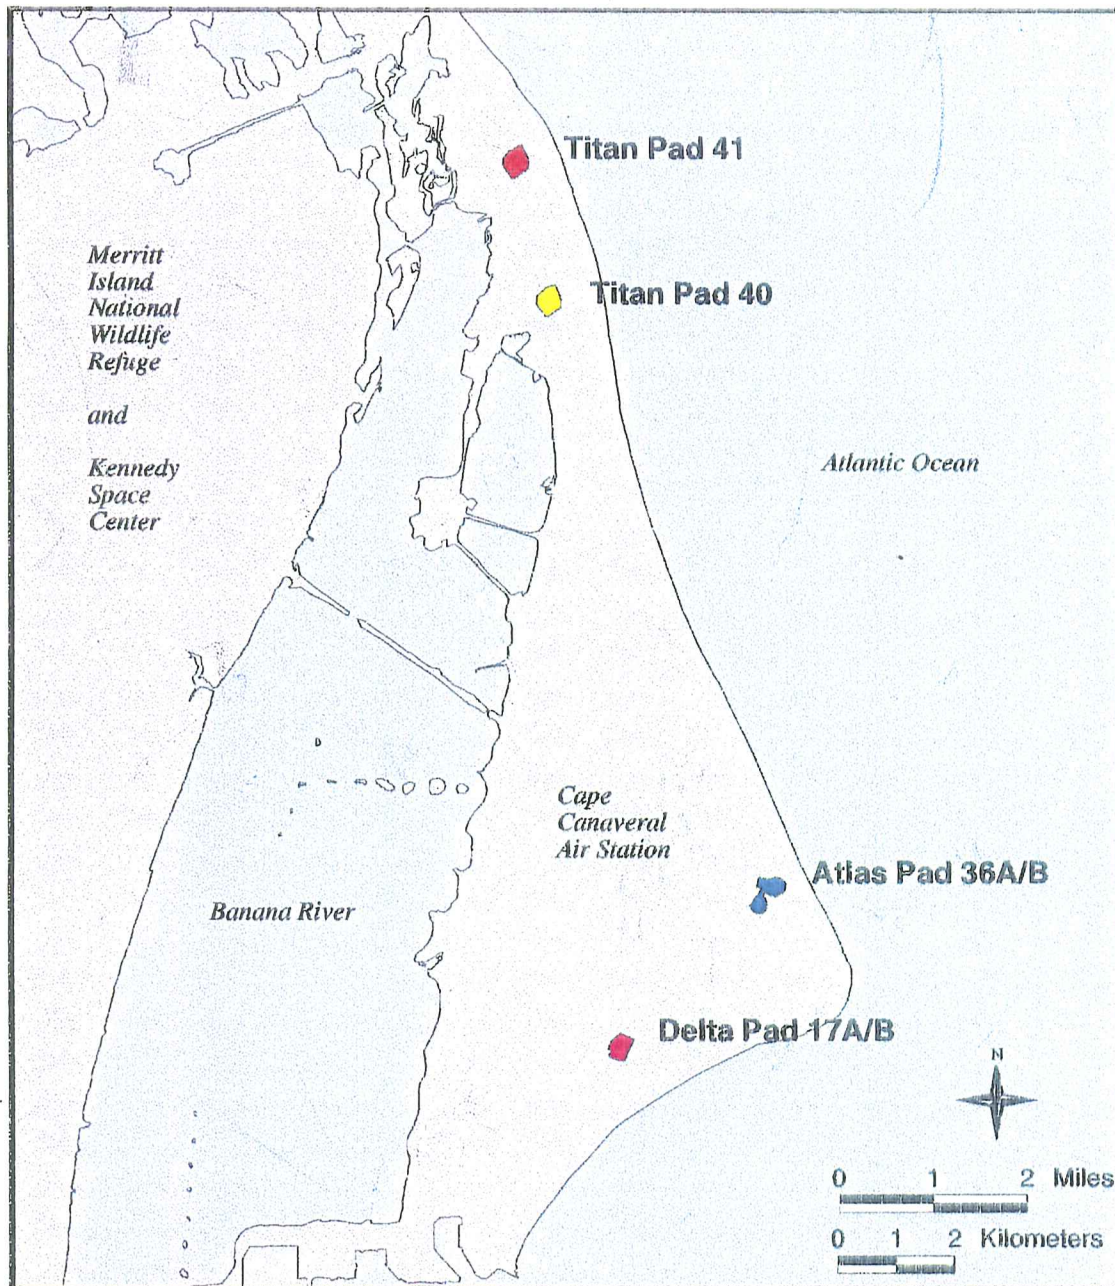 Titan Pad 41
Merritt
Island
National
Wildlife
Refuge
and
Kennedy
Space
Center
Titan Pad 40
Atlantic Ocean
Cape
Canaveral
Air Station
Atlas Pad 36A/B
Banana River
Delta Pad 17A/B
N
0 1 2 Miles
0 1 2 Kilometers